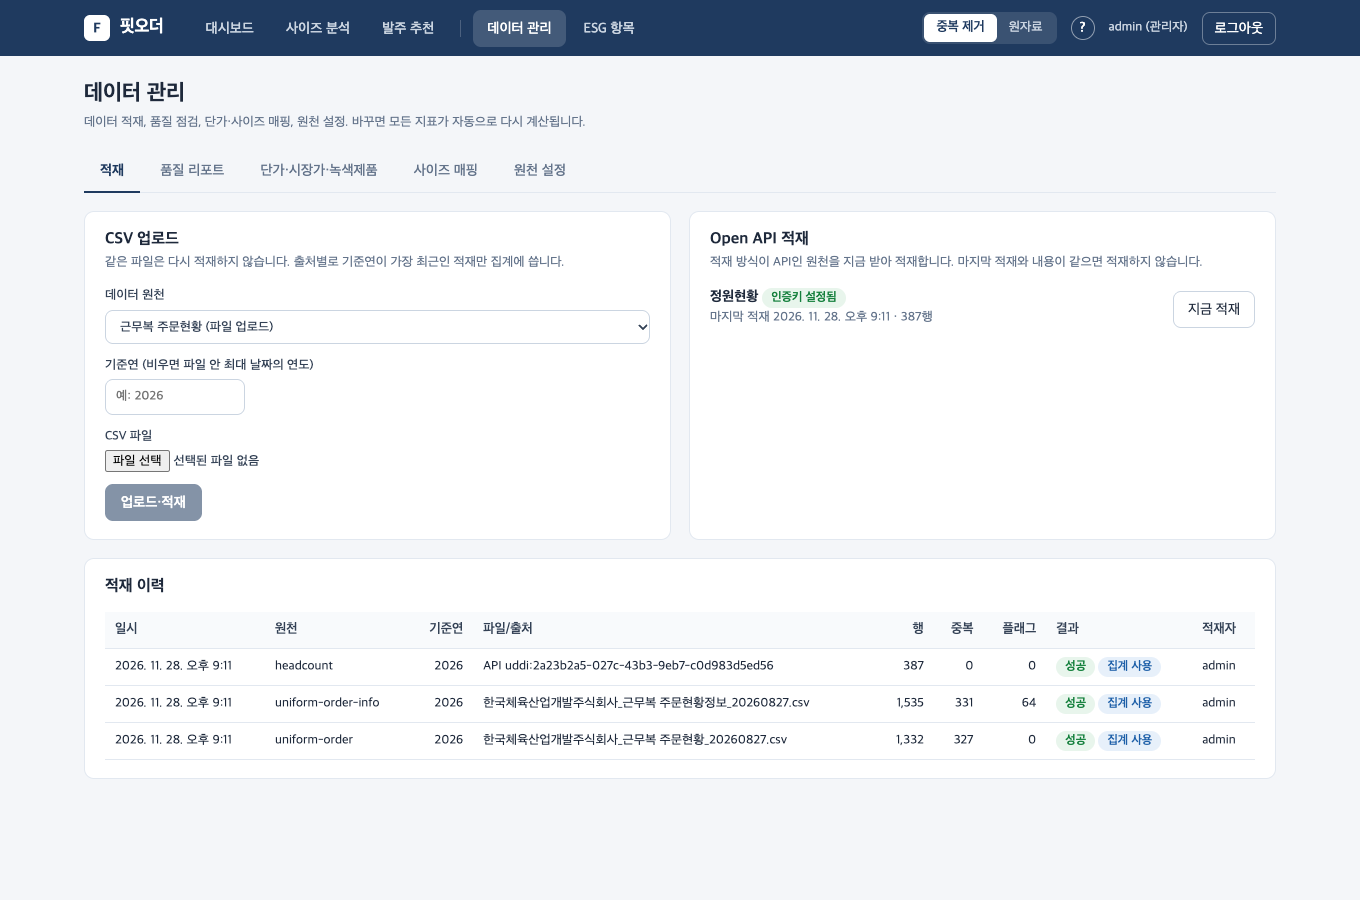 F 핏오더 대시보드 사이즈 분석 발주 추천 데이터 관리 ESG 항목 중복 제거 원자료 ? admin (관리자) 로그아웃
데이터 관리
데이터 적재, 품질 점검, 단가·사이즈 매핑, 원천 설정. 바꾸면 모든 지표가 자동으로 다시 계산됩니다.
적재 품질 리포트 단가·시장가·녹색제품 사이즈 매핑 원천 설정
CSV 업로드
같은 파일은 다시 적재하지 않습니다. 출처별로 기준연이 가장 최근인 적재만 집계에 씁니다.
데이터 원천
근무복 주문현황 (파일 업로드)
기준연 (비우면 파일 안 최대 날짜의 연도)
예: 2026
CSV 파일
파일 선택 선택된 파일 없음
업로드·적재
Open API 적재
적재 방식이 API인 원천을 지금 받아 적재합니다. 마지막 적재와 내용이 같으면 적재하지 않습니다.
정원현황 인증키 설정됨
마지막 적재 2026. 11. 28. 오후 9:11 · 387행
지금 적재
적재 이력
일시 원천 기준연 파일/출처 행 중복 플래그 결과 적재자
2026. 11. 28. 오후 9:11 headcount 2026 API uddi:2a23b2a5-027c-43b3-9eb7-c0d983d5ed56 387 0 0 성공 집계 사용 admin
2026. 11. 28. 오후 9:11 uniform-order-info 2026 한국체육산업개발주식회사_근무복 주문현황정보_20260827.csv 1,535 331 64 성공 집계 사용 admin
2026. 11. 28. 오후 9:11 uniform-order 2026 한국체육산업개발주식회사_근무복 주문현황_20260827.csv 1,332 327 0 성공 집계 사용 admin